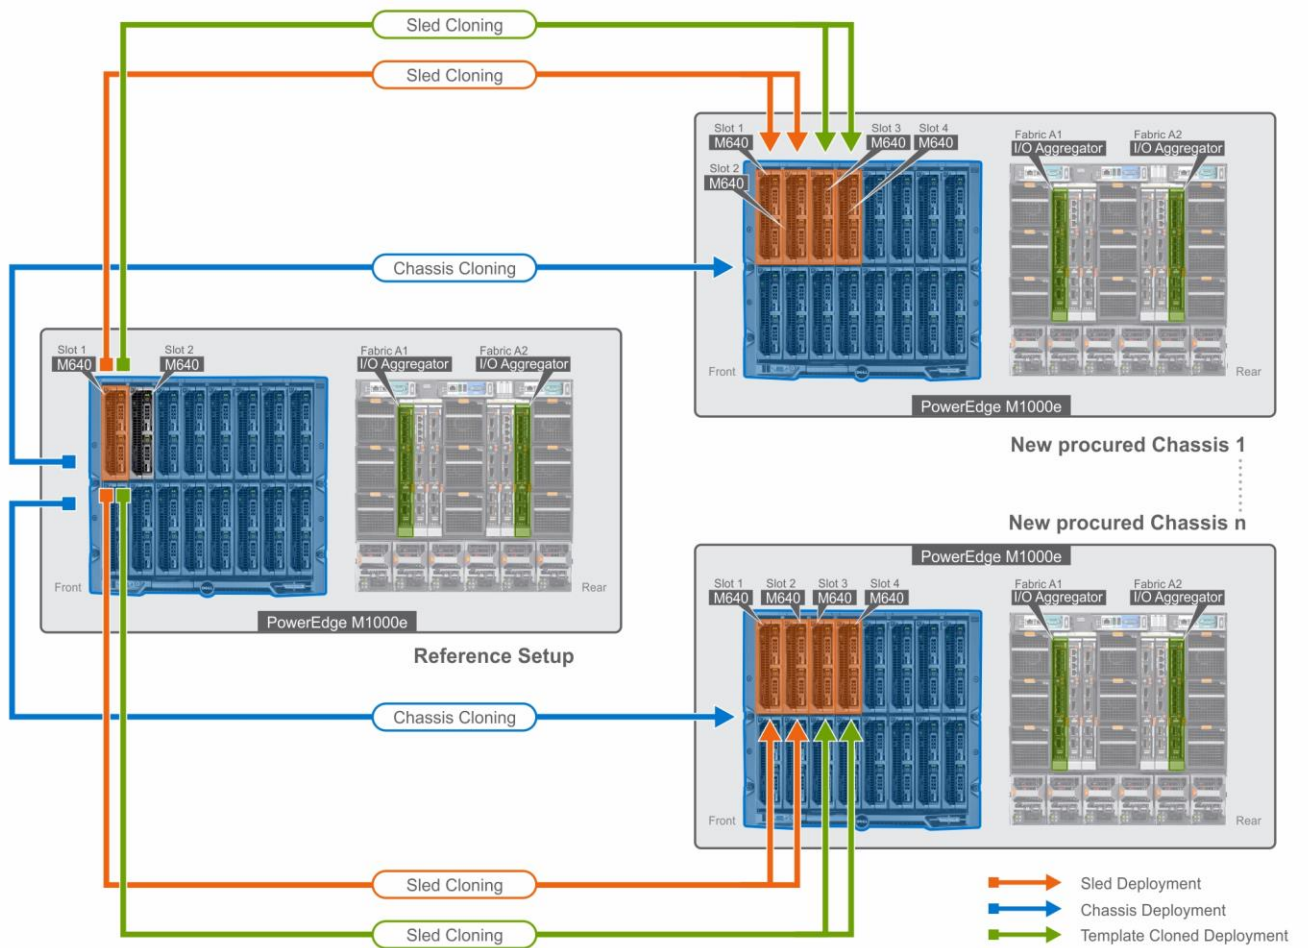 Sled Cloning
Sled Cloning
Slot 1
M640
Slot 2
M640
Slot 3
M640
Slot 4
M640
Fabric A1
I/O Aggregator
Fabric A2
I/O Aggregator
Chassis Cloning
Front
Rear
PowerEdge M1000e
New procured Chassis 1
Slot 1
M640
Slot 2
M640
Fabric A1
I/O Aggregator
Fabric A2
I/O Aggregator
Front
Rear
PowerEdge M1000e
Reference Setup
New procured Chassis n
PowerEdge M1000e
Slot 1
M640
Slot 2
M640
Slot 3
M640
Slot 4
M640
Fabric A1
I/O Aggregator
Fabric A2
I/O Aggregator
Chassis Cloning
Front
Rear
Sled Cloning
Sled Cloning
Sled Deployment
Chassis Deployment
Template Cloned Deployment